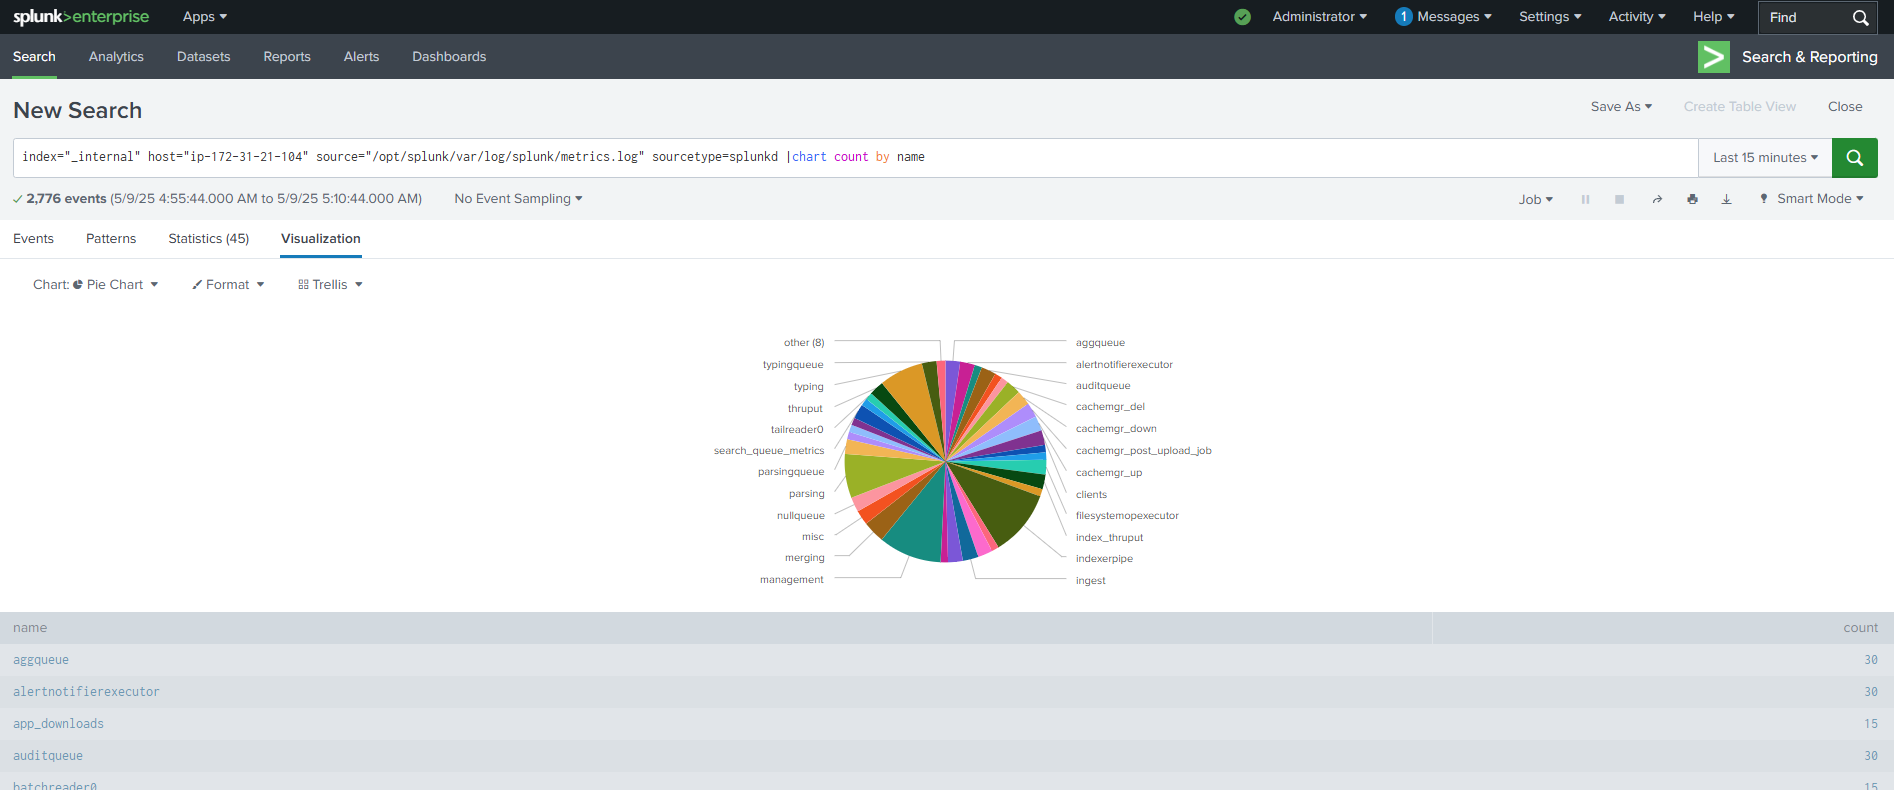 splunk>enterprise Apps Administrator 1 Messages Settings Activity Help Find
Search Analytics Datasets Reports Alerts Dashboards Search & Reporting
New Search Save As Create Table View Close
index="_internal" host="ip-172-31-21-104" source="/opt/splunk/var/log/splunk/metrics.log" sourcetype=splunkd |chart count by name Last 15 minutes
2,776 events (5/9/25 4:55:44.000 AM to 5/9/25 5:10:44.000 AM) No Event Sampling Job Smart Mode
Events Patterns Statistics (45) Visualization
Chart: Pie Chart Format Trellis
other (8) aggqueue
typingqueue alertnotifierexecutor
typing auditqueue
thruput cachemgr_del
tailreader0 cachemgr_down
search_queue_metrics cachemgr_post_upload_job
parsingqueue cachemgr_up
parsing clients
nullqueue filesystemopexecutor
misc index_thruput
merging indexerpipe
management ingest
name count
aggqueue 30
alertnotifierexecutor 30
app_downloads 15
auditqueue 30
batchreader0 15